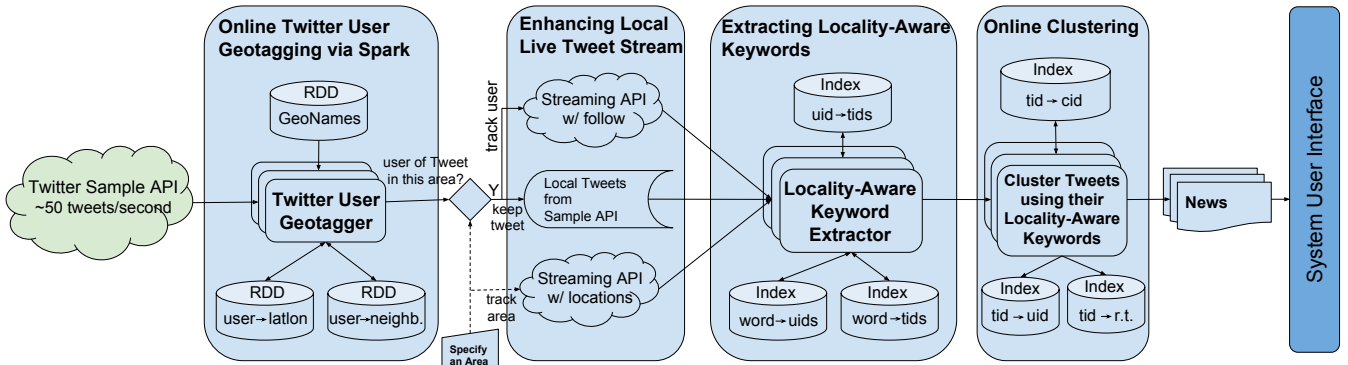 Online Twitter User
Geotagging via Spark
Enhancing Local
Live Tweet Stream
Extracting Locality-Aware
Keywords
Online Clustering
Twitter Sample API
~50 tweets/second
RDD
GeoNames
Twitter User
Geotagger
RDD
user→latlon
RDD
user→neighb.
user of Tweet
in this area?
Y
track user
keep
tweet
track
area
Specify
an Area
Streaming API
w/ follow
Local Tweets
from
Sample API
Streaming API
w/ locations
Index
uid→tids
Locality-Aware
Keyword
Extractor
Index
word→uids
Index
word→tids
Index
tid→cid
Cluster Tweets
using their
Locality-Aware
Keywords
Index
tid→uid
Index
tid→r.t.
News
System User Interface